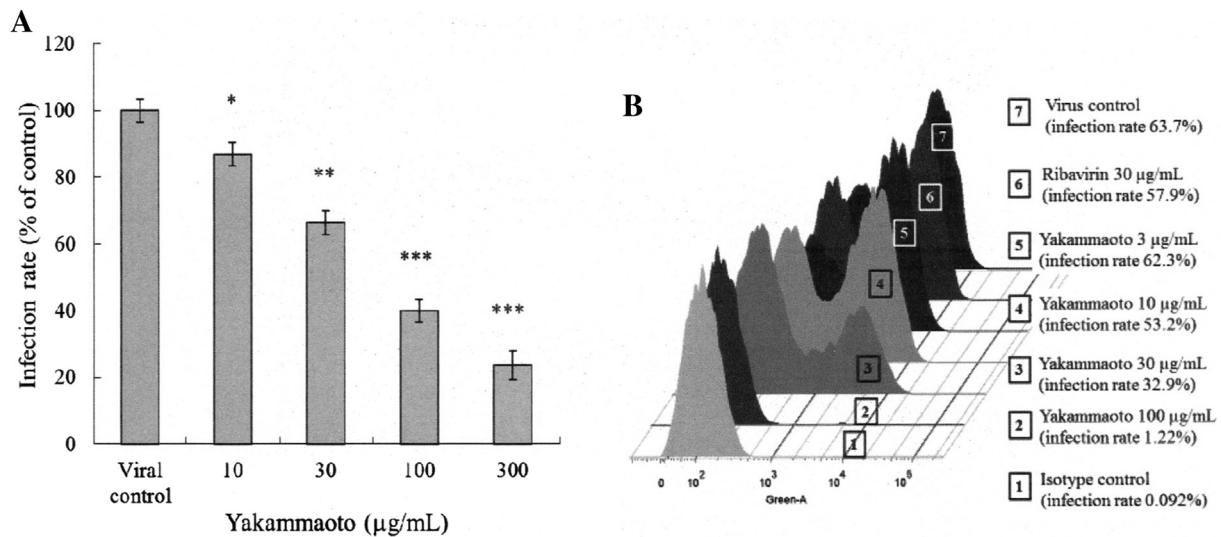 A
Infection rate (% of control)
120
100
80
60
40
20
0
*
**
***
***
Viral
control
10
30
100
300
Yakammaoto (µg/mL)
B
7
6
5
4
3
2
1
0
10²
10³
10⁴
10⁵
Green-A
7 Virus control
(infection rate 63.7%)
6 Ribavirin 30 µg/mL
(infection rate 57.9%)
5 Yakammaoto 3 µg/mL
(infection rate 62.3%)
4 Yakammaoto 10 µg/mL
(infection rate 53.2%)
3 Yakammaoto 30 µg/mL
(infection rate 32.9%)
2 Yakammaoto 100 µg/mL
(infection rate 1.22%)
1 Isotype control
(infection rate 0.092%)